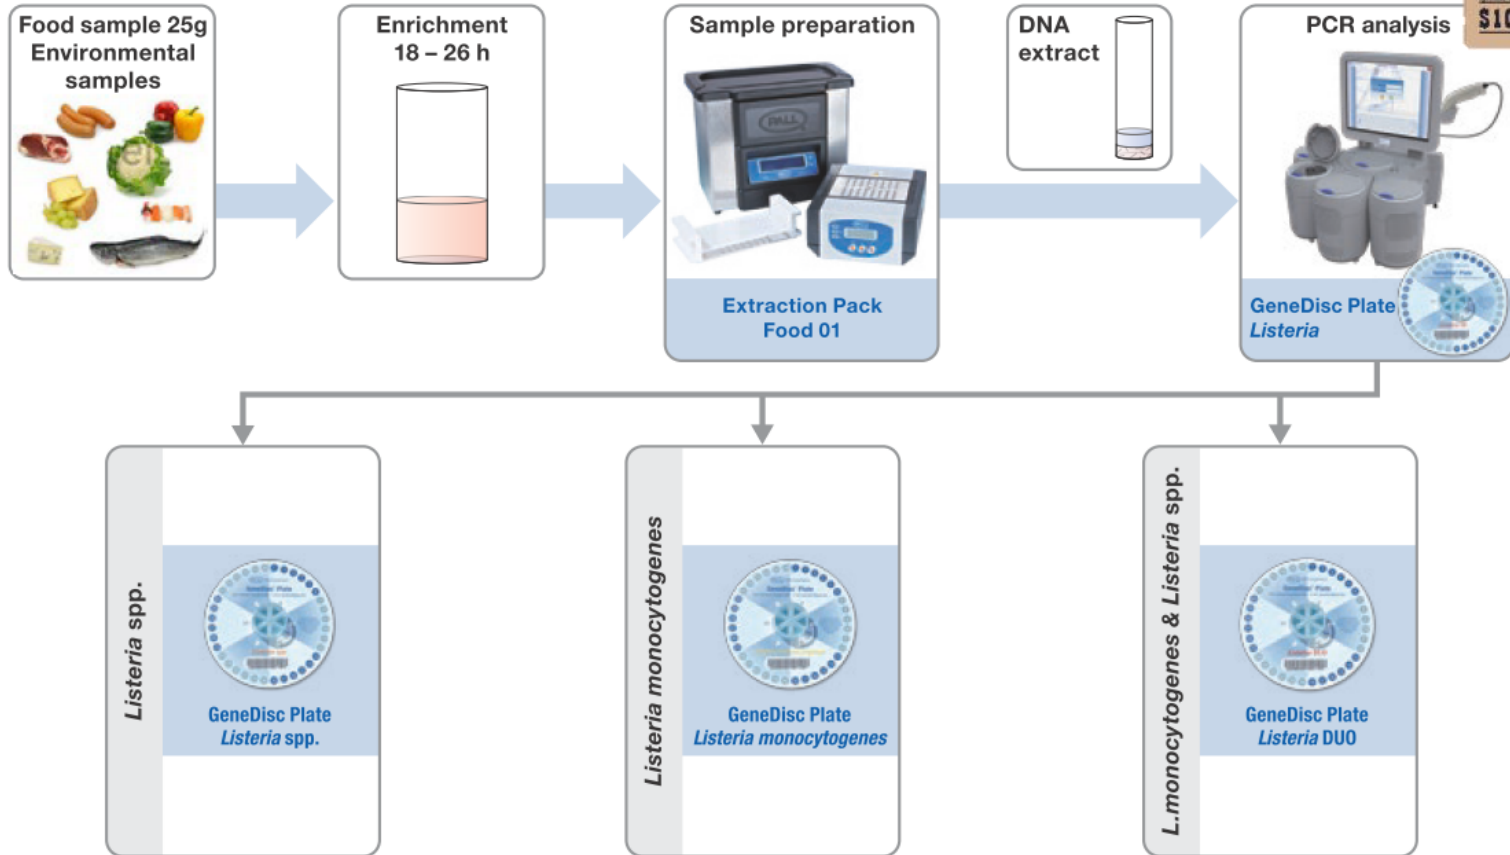 Food sample 25g
Environmental
samples
Enrichment
18 – 26 h
Sample preparation
PALL
Extraction Pack
Food 01
DNA
extract
PCR analysis
GeneDisc Plate
Listeria
Listeria spp.
GeneDisc Plate
Listeria spp.
Listeria monocytogenes
GeneDisc Plate
Listeria monocytogenes
L.monocytogenes & Listeria spp.
GeneDisc Plate
Listeria DUO